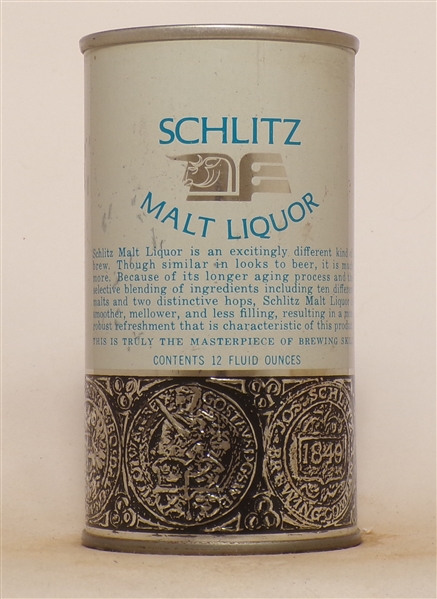 SCHLITZ
MALT LIQUOR
Schlitz Malt Liquor is an excitingly different kind
brew. Though similar in looks to beer, it is
more. Because of its longer aging process and
selective blending of ingredients including ten
malts and two distinctive hops, Schlitz Malt Liquor
smoother, mellower, and less filling, resulting in a
robust refreshment that is characteristic of this
THIS IS TRULY THE MASTERPIECE OF BREWING
CONTENTS 12 FLUID OUNCES
1849